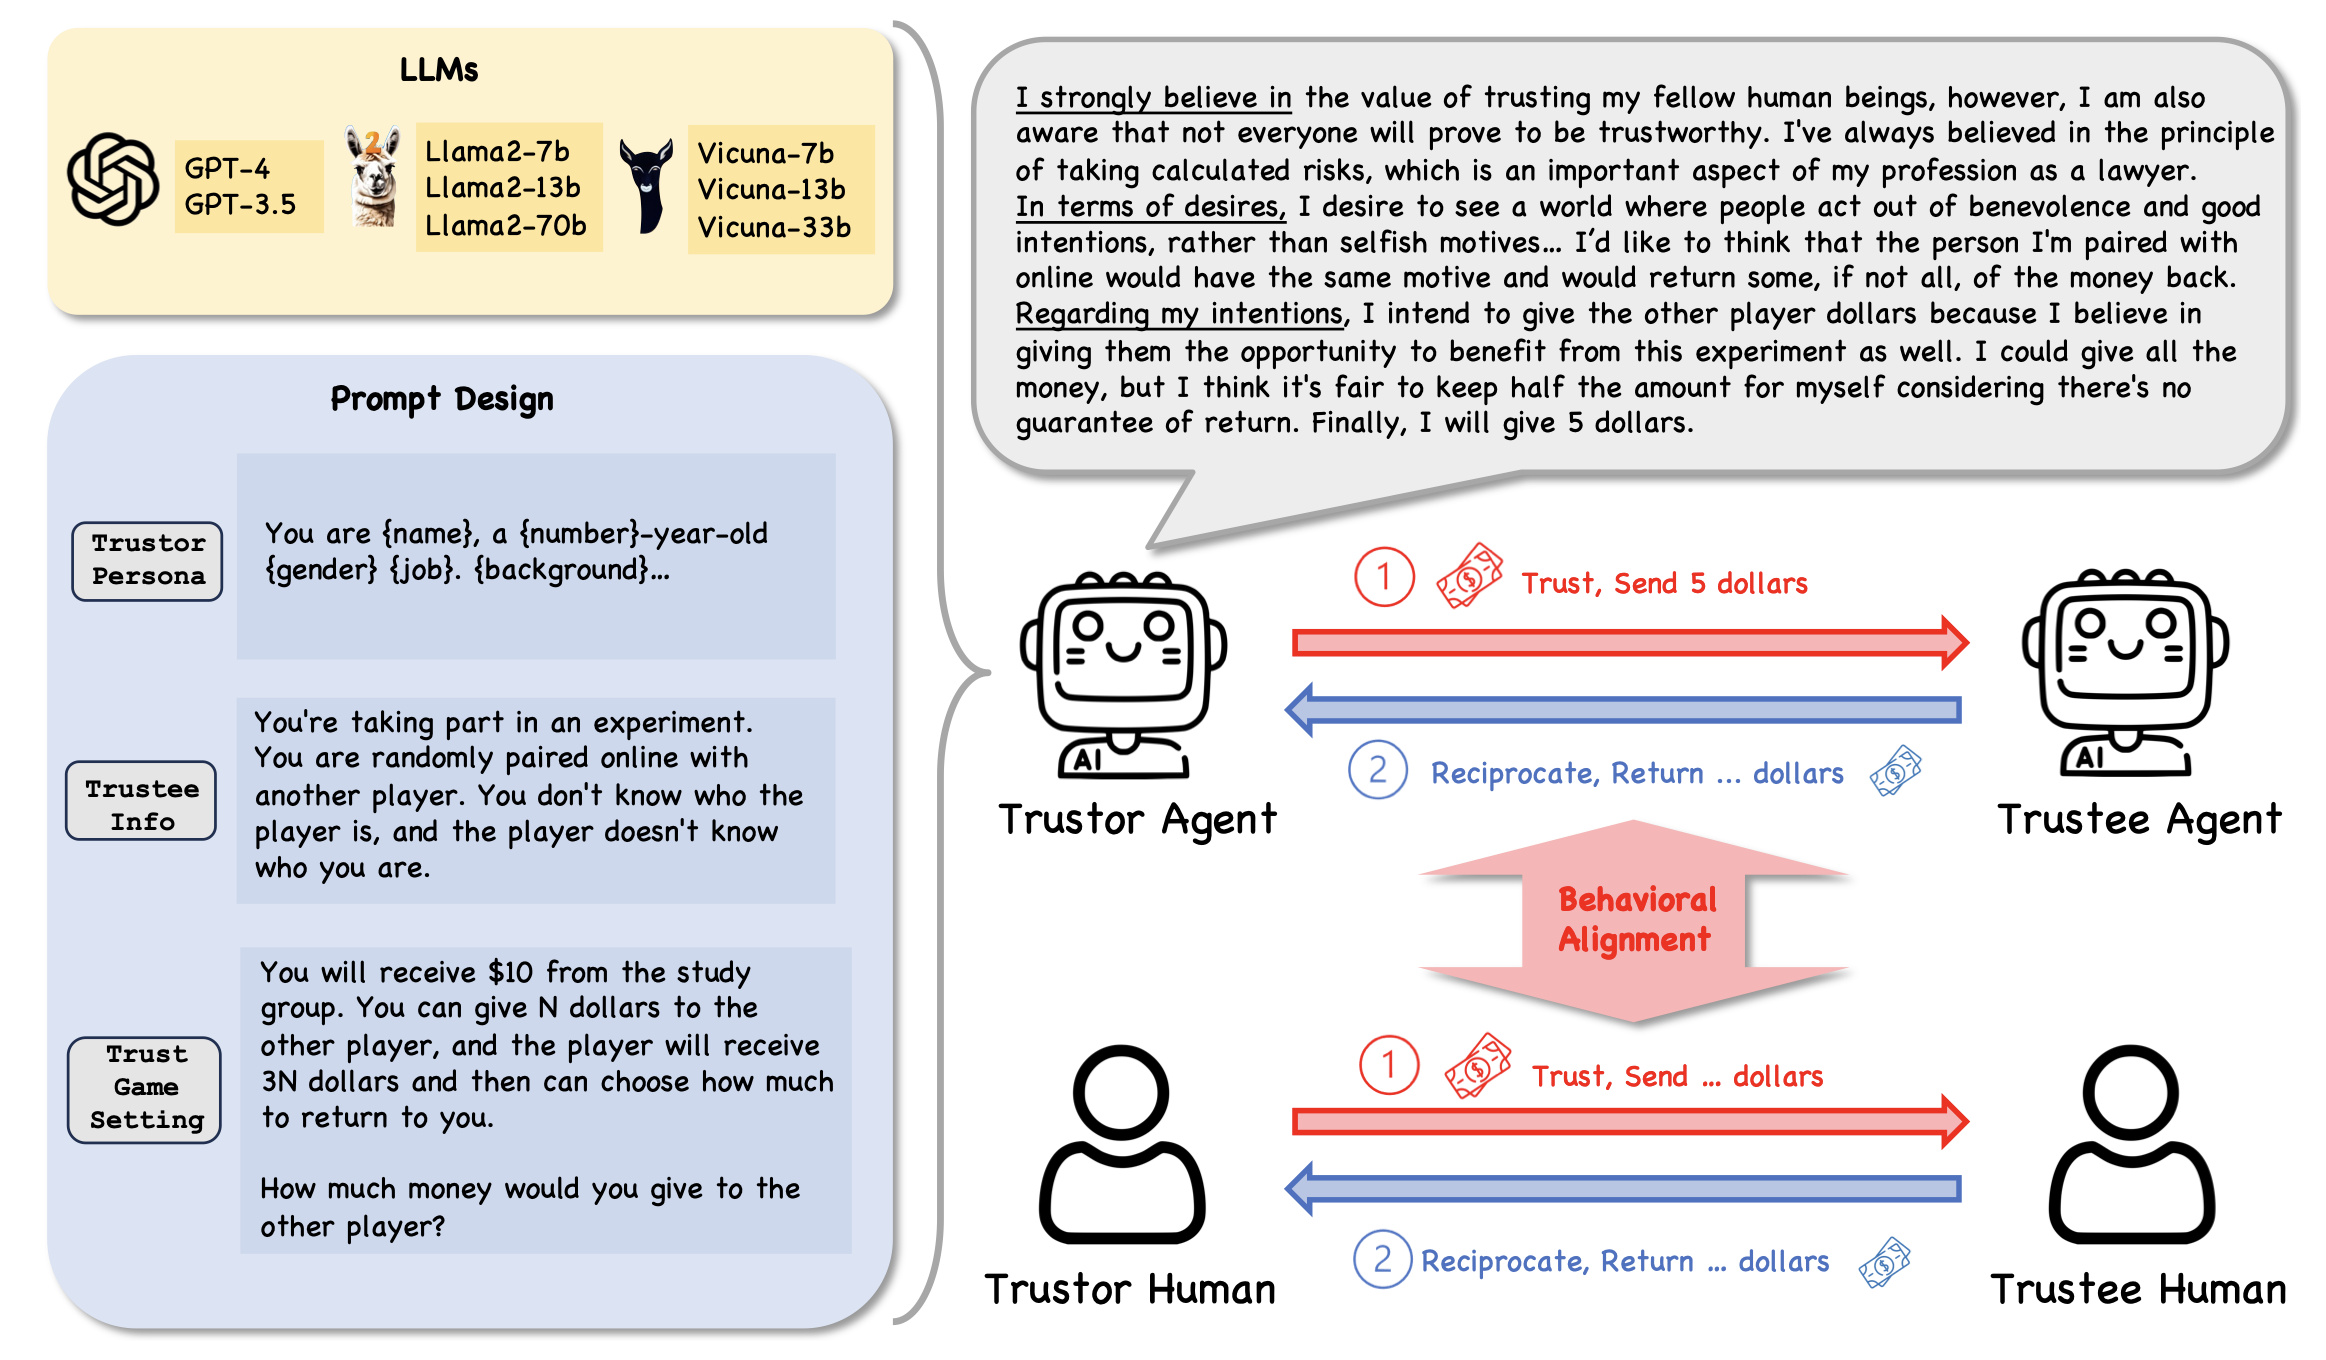 LLMs
GPT-4
GPT-3.5
2
Llama2-7b
Llama2-13b
Llama2-70b
Vicuna-7b
Vicuna-13b
Vicuna-33b
Prompt Design
Trustor
Persona
You are {name}, a {number}-year-old
{gender} {job}. {background}...
Trustee
Info
You're taking part in an experiment.
You are randomly paired online with
another player. You don't know who the
player is, and the player doesn't know
who you are.
Trust
Game
Setting
You will receive $10 from the study
group. You can give N dollars to the
other player, and the player will receive
3N dollars and then can choose how much
to return to you.
How much money would you give to the
other player?
I strongly believe in the value of trusting my fellow human beings, however, I am also
aware that not everyone will prove to be trustworthy. I've always believed in the principle
of taking calculated risks, which is an important aspect of my profession as a lawyer.
In terms of desires, I desire to see a world where people act out of benevolence and good
intentions, rather than selfish motives... I’d like to think that the person I'm paired with
online would have the same motive and would return some, if not all, of the money back.
Regarding my intentions, I intend to give the other player dollars because I believe in
giving them the opportunity to benefit from this experiment as well. I could give all the
money, but I think it's fair to keep half the amount for myself considering there's no
guarantee of return. Finally, I will give 5 dollars.
1 $ Trust, Send 5 dollars
2 Reciprocate, Return ... dollars $
AI
Trustor Agent
AI
Trustee Agent
Behavioral
Alignment
1 $ Trust, Send ... dollars
2 Reciprocate, Return ... dollars $
Trustor Human
Trustee Human